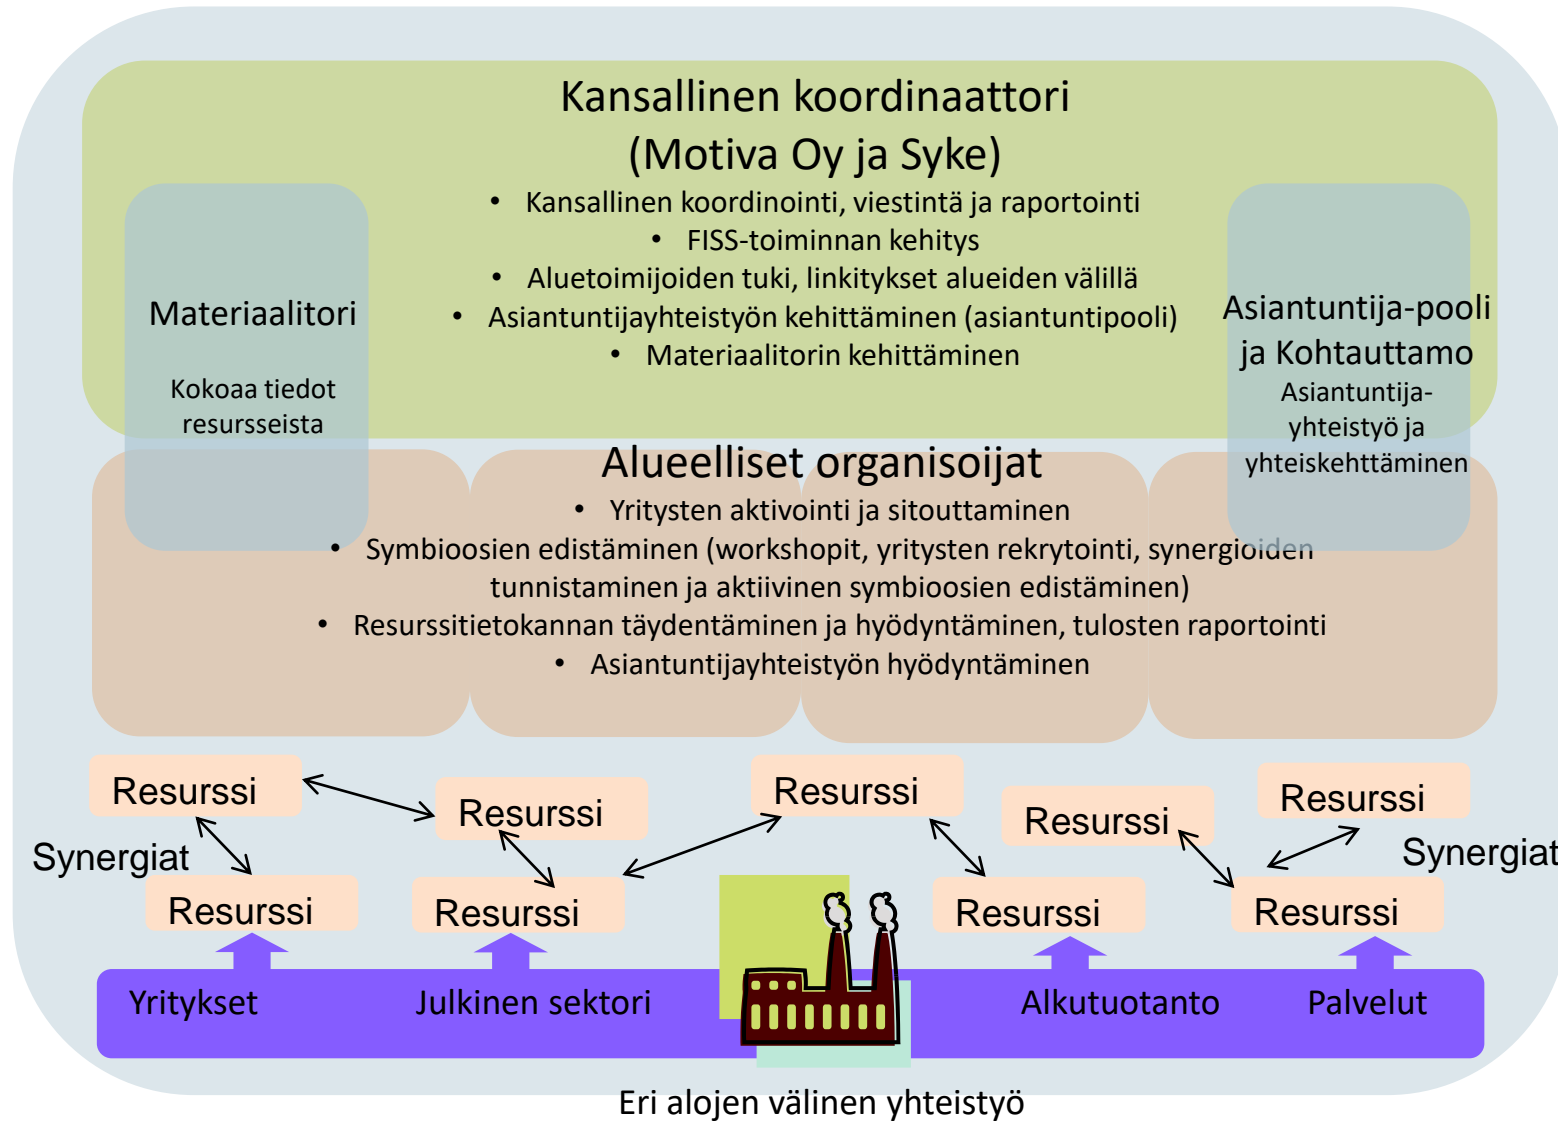 Kansallinen koordinaattori
(Motiva Oy ja Syke)
• Kansallinen koordinointi, viestintä ja raportointi
• FISS-toiminnan kehitys
• Aluetoimijoiden tuki, linkitykset alueiden välillä
• Asiantuntijayhteistyön kehittäminen (asiantuntipooli)
• Materiaalitorin kehittäminen
Materiaalitori
Kokoaa tiedot
resursseista
Asiantuntija-pooli
ja Kohtauttamo
Asiantuntija-
yhteistyö ja
yhteiskehttäminen
Alueelliset organisoijat
• Yritysten aktivointi ja sitouttaminen
• Symbioosien edistäminen (workshopit, yritysten rekrytointi, synergioiden
tunnistaminen ja aktiivinen symbioosien edistäminen)
• Resurssitietokannan täydentäminen ja hyödyntäminen, tulosten raportointi
• Asiantuntijayhteistyön hyödyntäminen
Resurssi
Resurssi
Resurssi
Resurssi
Resurssi
Synergiat
Synergiat
Resurssi
Resurssi
Resurssi
Resurssi
Yritykset
Julkinen sektori
Alkutuotanto
Palvelut
Eri alojen välinen yhteistyö